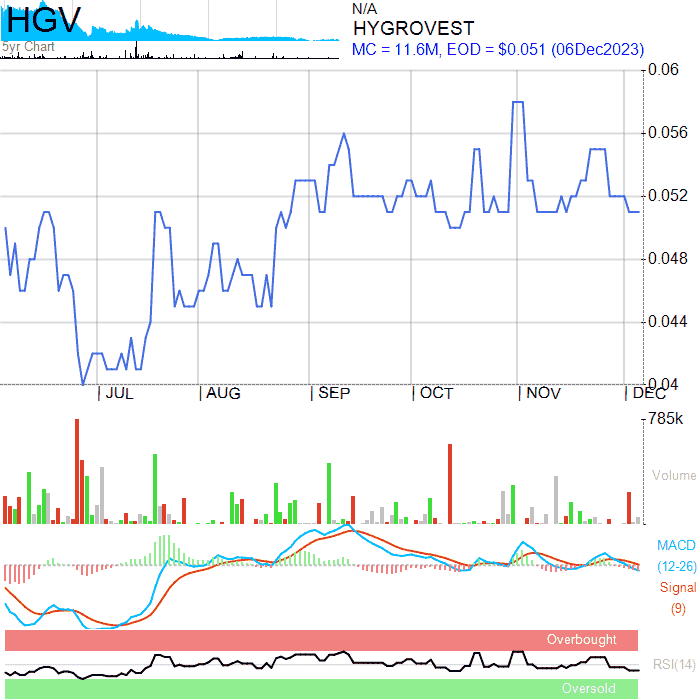 HGV
5yr Chart
N/A
HYGROVEST
MC = 11.6M, EOD = $0.051 (06Dec2023)
0.06
0.056
0.052
0.048
0.044
0.04
JUL AUG SEP OCT NOV DEC
785k
Volume
MACD
(12-26)
Signal
(9)
Overbought
RSI(14)
Oversold